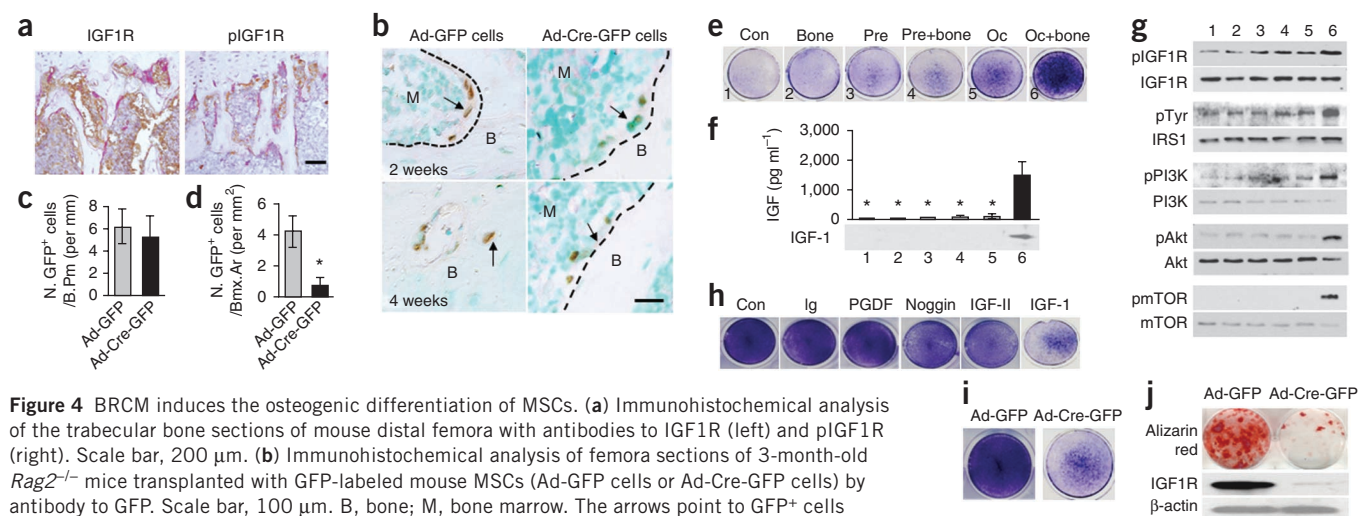 a
IGF1R pIGF1R
b
Ad-GFP cells Ad-Cre-GFP cells
M
B
2 weeks
M
B
B
4 weeks
M
B
c
N. GFP+ cells
/B.Pm (per mm)
8
6
4
2
0
Ad-GFP
Ad-Cre-GFP
d
N. GFP+ cells
/Bmx.Ar (per mm2)
6
4
2
0
*
Ad-GFP
Ad-Cre-GFP
e
Con Bone Pre Pre+bone Oc Oc+bone
1 2 3 4 5 6
f
IGF (pg ml−1)
3,000
2,000
1,000
0
* * * * *
IGF-1
1 2 3 4 5 6
g
1 2 3 4 5 6
pIGF1R
IGF1R
pTyr
IRS1
pPI3K
PI3K
pAkt
Akt
pmTOR
mTOR
h
Con Ig PGDF Noggin IGF-II IGF-1
i
Ad-GFP Ad-Cre-GFP
j
Ad-GFP Ad-Cre-GFP
Alizarin
red
IGF1R
β-actin
Figure 4 BRCM induces the osteogenic differentiation of MSCs. (a) Immunohistochemical analysis
of the trabecular bone sections of mouse distal femora with antibodies to IGF1R (left) and pIGF1R
(right). Scale bar, 200 μm. (b) Immunohistochemical analysis of femora sections of 3-month-old
Rag2−/− mice transplanted with GFP-labeled mouse MSCs (Ad-GFP cells or Ad-Cre-GFP cells) by
antibody to GFP. Scale bar, 100 μm. B, bone; M, bone marrow. The arrows point to GFP+ cells